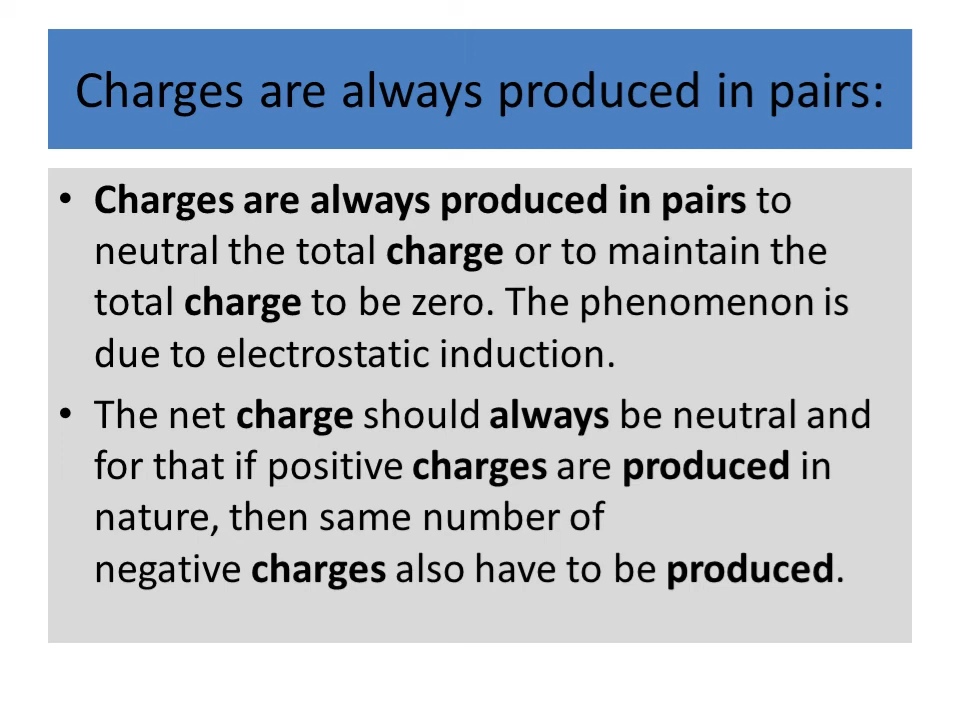 Charges are always produced in pairs:
• Charges are always produced in pairs to
neutral the total charge or to maintain the
total charge to be zero. The phenomenon is
due to electrostatic induction.
• The net charge should always be neutral and
for that if positive charges are produced in
nature, then same number of
negative charges also have to be produced.